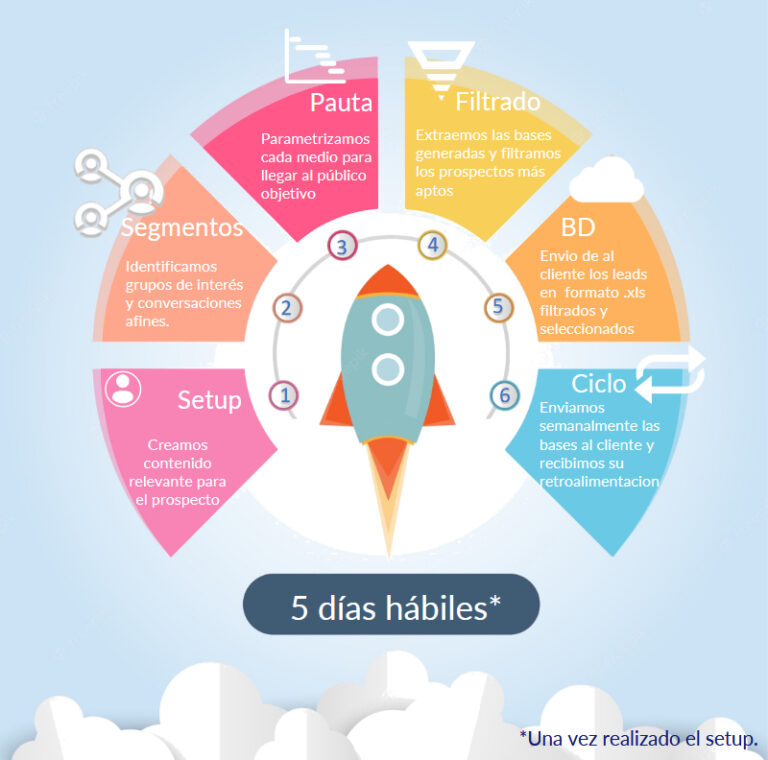 Setup
Creamos
contenido
relevante para
el prospecto
1
Segmentos
Identificamos
grupos de interés
y conversaciones
afines.
2
Pauta
Parametrizamos
cada medio para
llegar al público
objetivo
3
Filtrado
Extraemos las bases
generadas y filtramos
los prospectos más
aptos
4
BD
Envio de al
cliente los leads
en formato .xls
filtrados y
seleccionados
5
Ciclo
Enviamos
semanalmente las
bases al cliente y
recibimos su
retroalimentacion
6
5 días hábiles*
*Una vez realizado el setup.